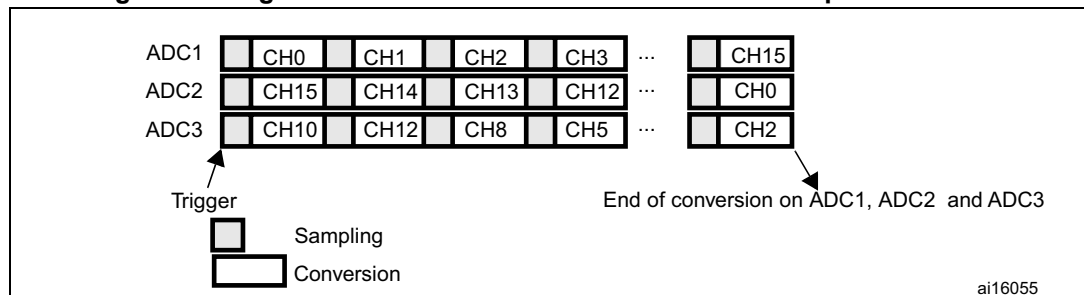 ADC1 CH0 CH1 CH2 CH3 ... CH15
ADC2 CH15 CH14 CH13 CH12 ... CH0
ADC3 CH10 CH12 CH8 CH5 ... CH2
Trigger
End of conversion on ADC1, ADC2 and ADC3
Sampling
Conversion
ai16055